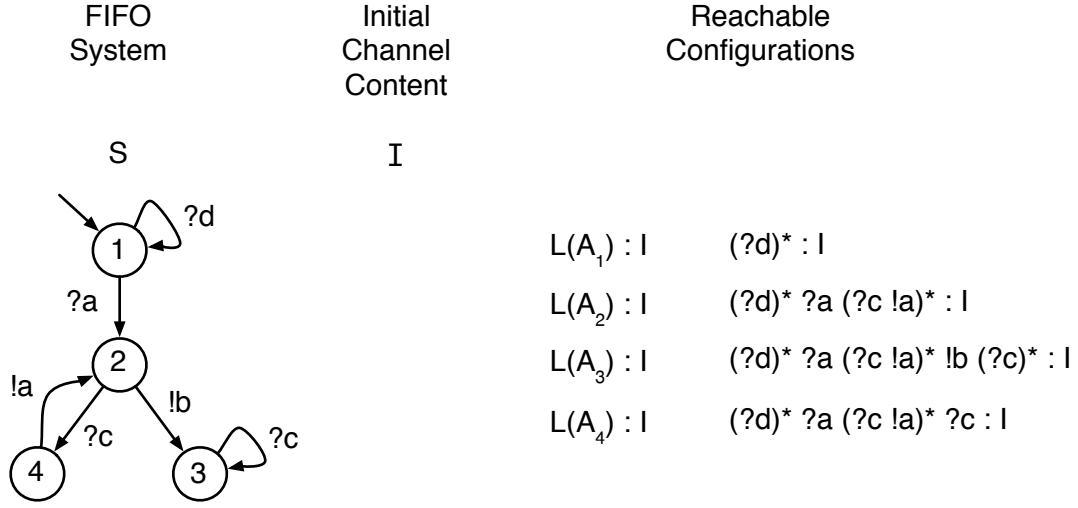 FIFO
System
Initial
Channel
Content
Reachable
Configurations
S
I
?d
1
L(A₁) : I (?d)* : I
?a
L(A₂) : I (?d)* ?a (?c !a)* : I
2
L(A₃) : I (?d)* ?a (?c !a)* !b (?c)* : I
!a
!b
L(A₄) : I (?d)* ?a (?c !a)* ?c : I
?c
?c
4
3